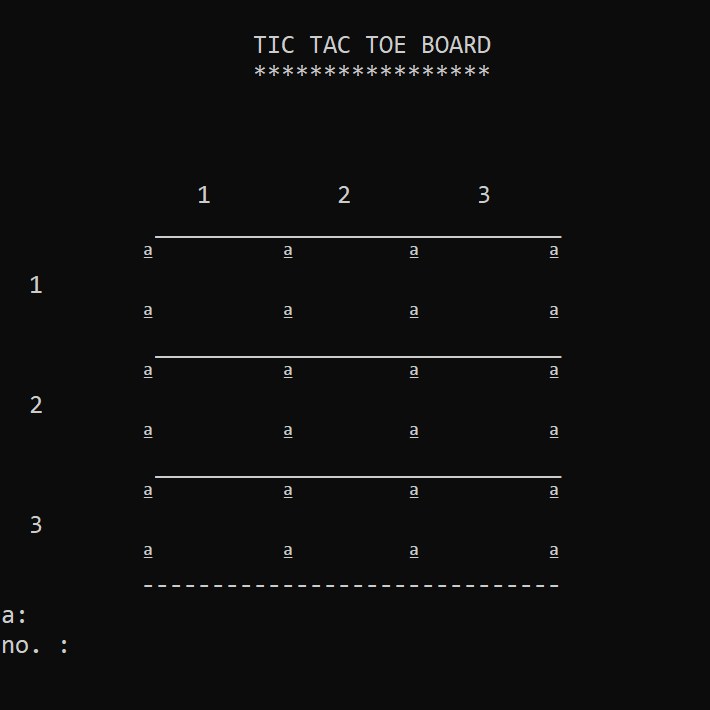 TIC TAC TOE BOARD
*****************
1 2 3
ª ª ª ª
1
ª ª ª ª
ª ª ª ª
2
ª ª ª ª
ª ª ª ª
3
ª ª ª ª
------------------------------
a:
no. :